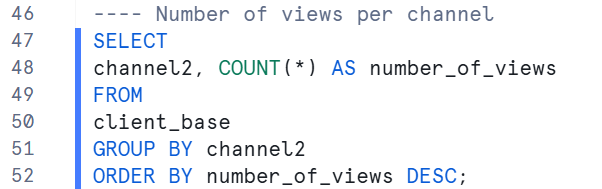 46 ---- Number of views per channel
47 SELECT
48 channel2, COUNT(*) AS number_of_views
49 FROM
50 client_base
51 GROUP BY channel2
52 ORDER BY number_of_views DESC;